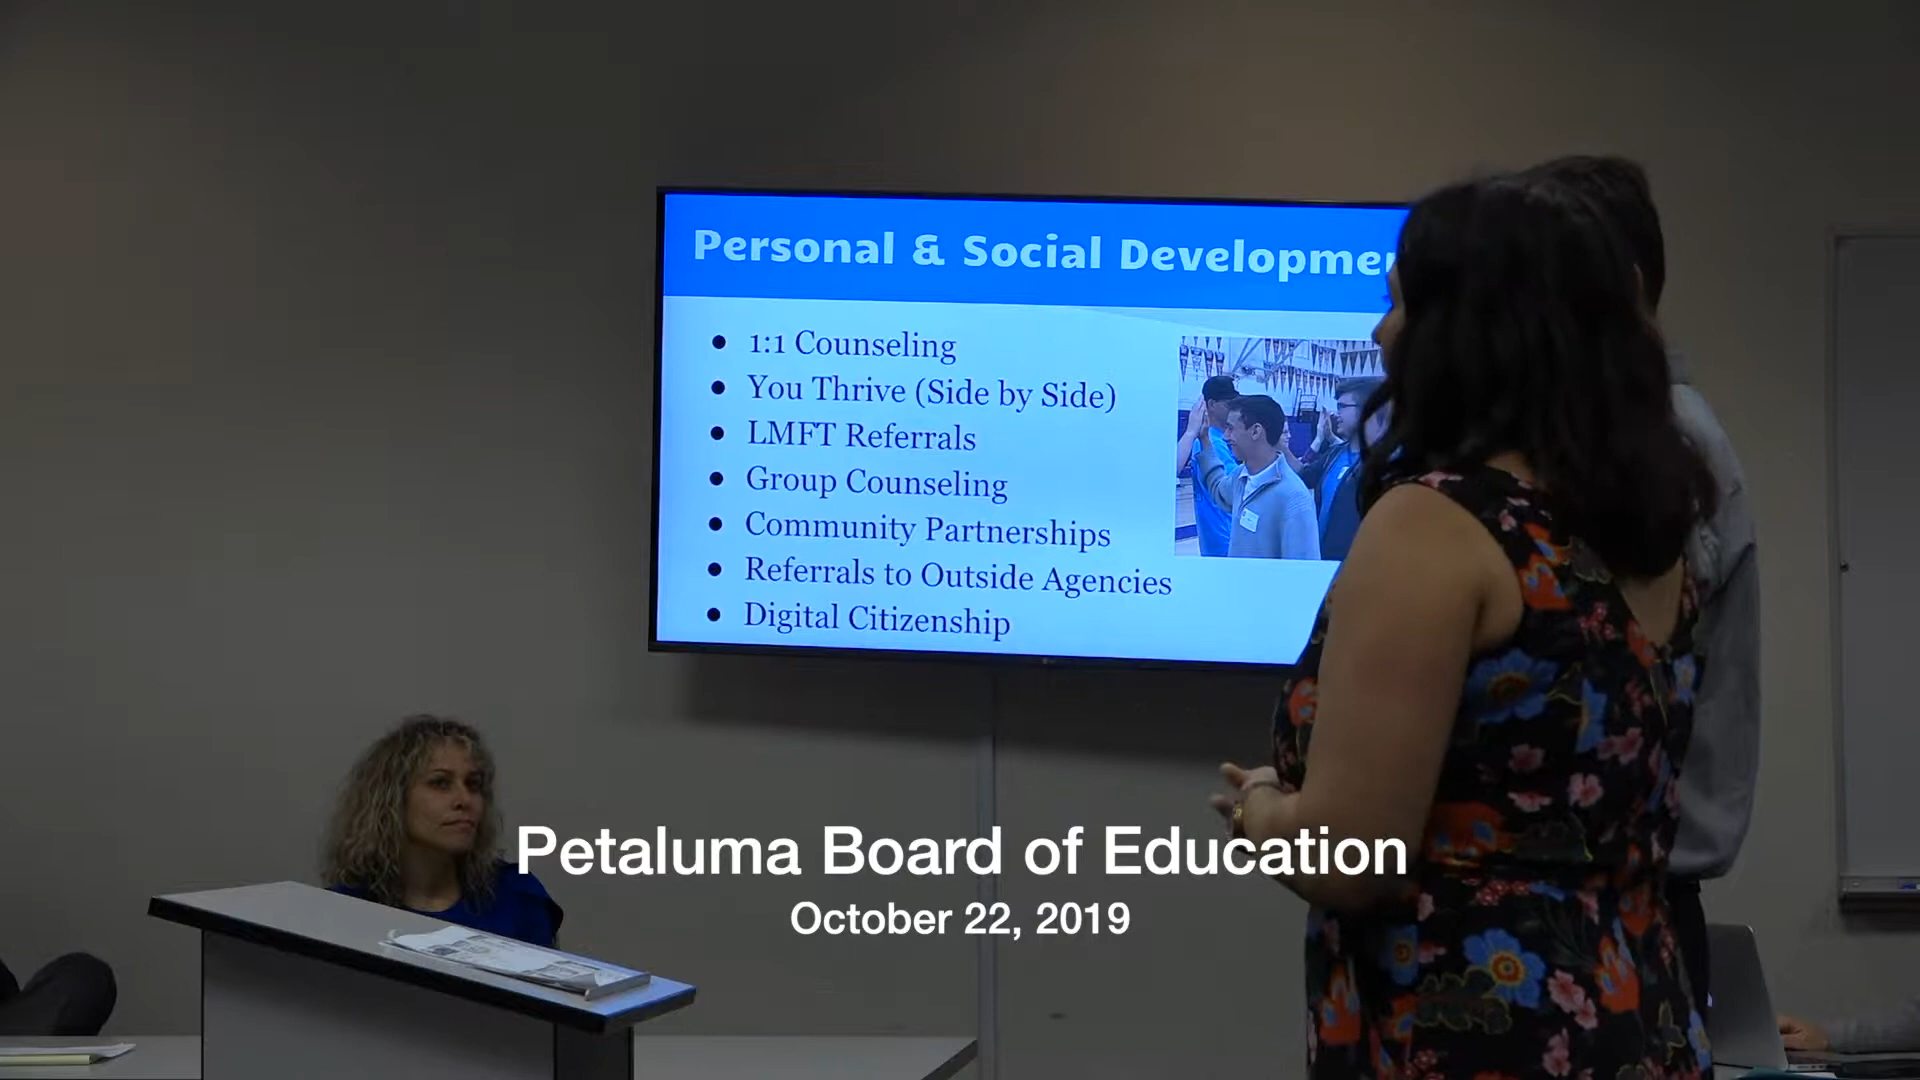 Personal & Social Developme
1:1 Counseling
You Thrive (Side by Side)
LMFT Referrals
Group Counseling
Community Partnerships
Referrals to Outside Agencies
Digital Citizenship
Petaluma Board of Education
October 22, 2019